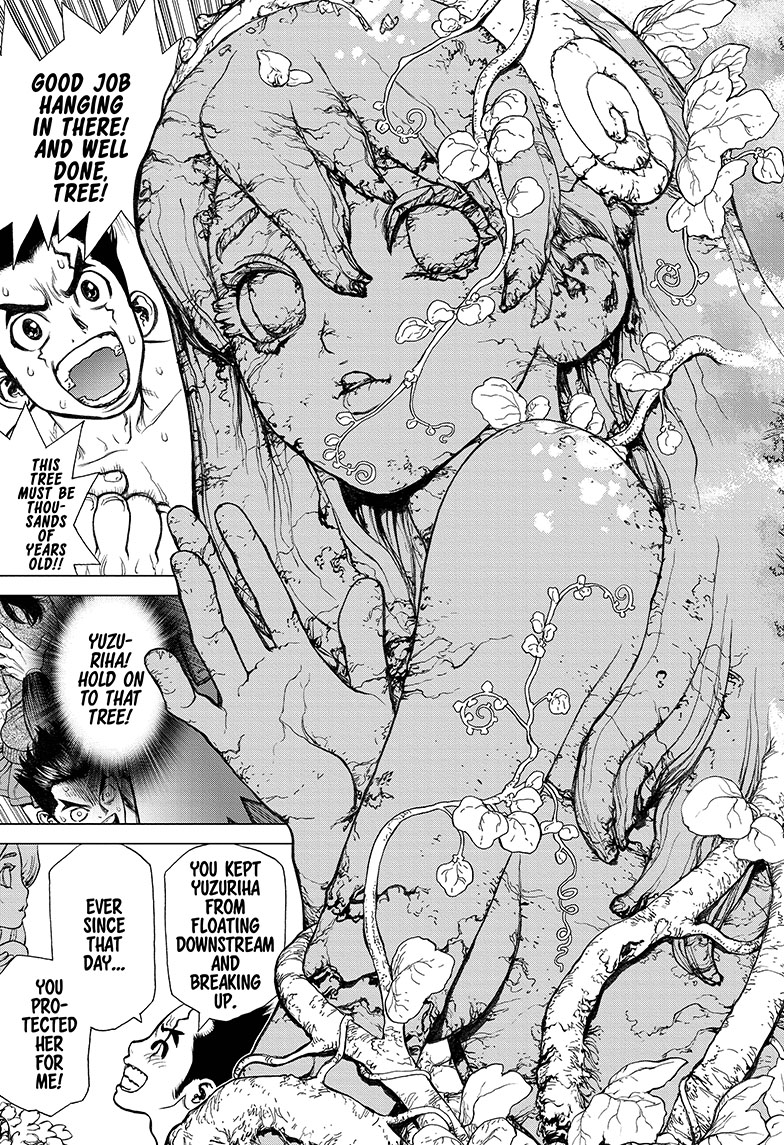 GOOD JOB
HANGING
IN THERE!
AND WELL
DONE,
TREE!
THIS
TREE
MUST BE
THOU-
SANDS
OF
YEARS
OLD!!
YUZU-
RIHA!
HOLD ON
TO THAT
TREE!
YOU KEPT
YUZURIHA
FROM
FLOATING
DOWNSTREAM
AND
BREAKING
UP.
EVER
SINCE
THAT
DAY...
YOU
PRO-
TECTED
HER
FOR
ME!